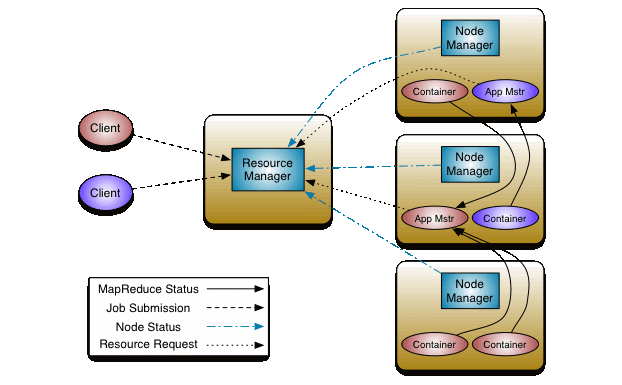 Node
Manager
Container
App Mstr
Client
Client
Resource
Manager
Node
Manager
App Mstr
Container
Node
Manager
Container
Container
MapReduce Status
Job Submission
Node Status
Resource Request